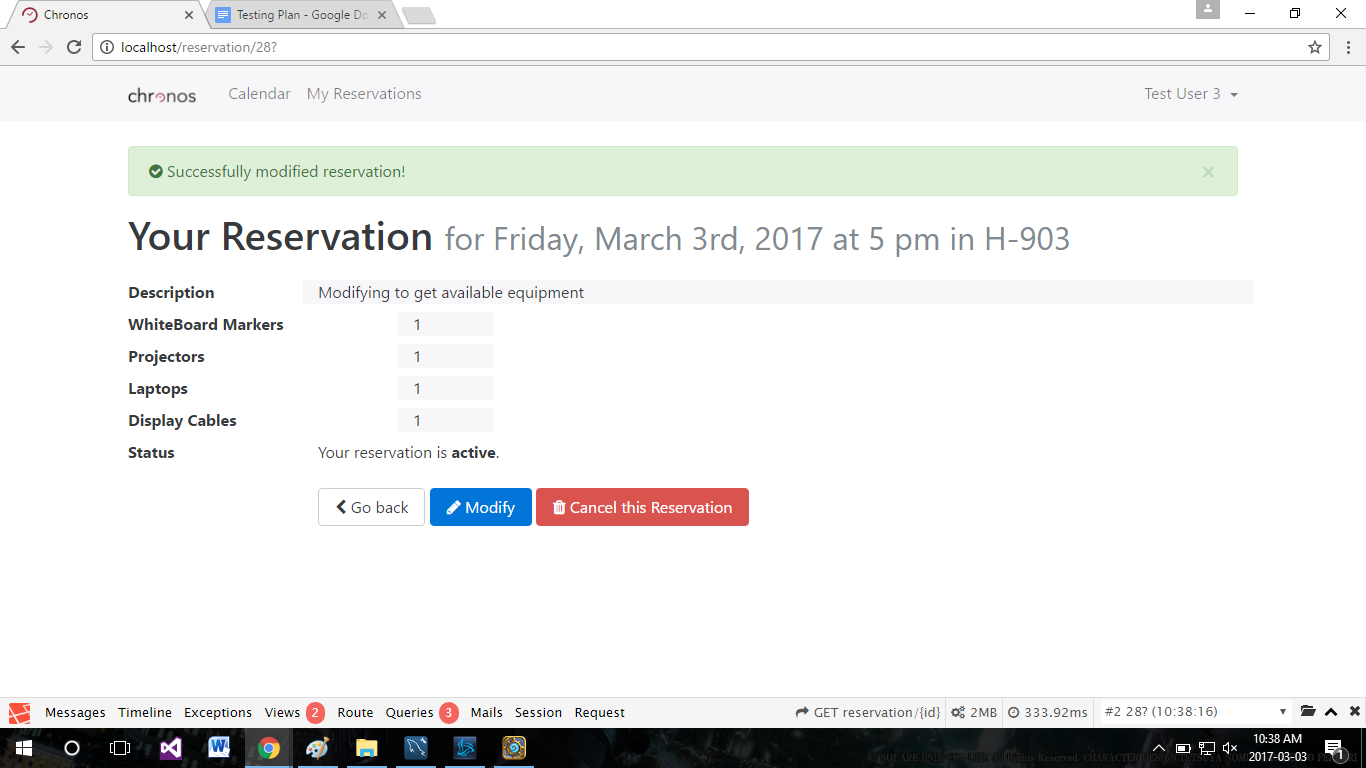 Chronos
Testing Plan - Google Do
localhost/reservation/28?
chronos Calendar My Reservations Test User 3
Successfully modified reservation!
Your Reservation for Friday, March 3rd, 2017 at 5 pm in H-903
Description Modifying to get available equipment
WhiteBoard Markers 1
Projectors 1
Laptops 1
Display Cables 1
Status Your reservation is active.
Go back Modify Cancel this Reservation
Messages Timeline Exceptions Views 2 Route Queries 3 Mails Session Request GET reservation/{id} 2MB 333.92ms #2 28? (10:38:16)
10:38 AM
2017-03-03
1